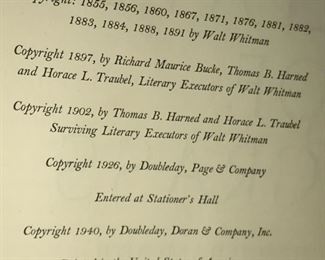 1855, 1856, 1860, 1867, 1871, 1876, 1881, 1882,
1883, 1884, 1888, 1891 by Walt Whitman
Copyright 1897, by Richard Maurice Bucke, Thomas B. Harned
and Horace L. Traubel, Literary Executors of Walt Whitman
Copyright 1902, by Thomas B. Harned and Horace L. Traubel
Surviving Literary Executors of Walt Whitman
Copyright 1926, by Doubleday, Page & Company
Entered at Stationer's Hall
Copyright 1940, by Doubleday, Doran & Company, Inc.